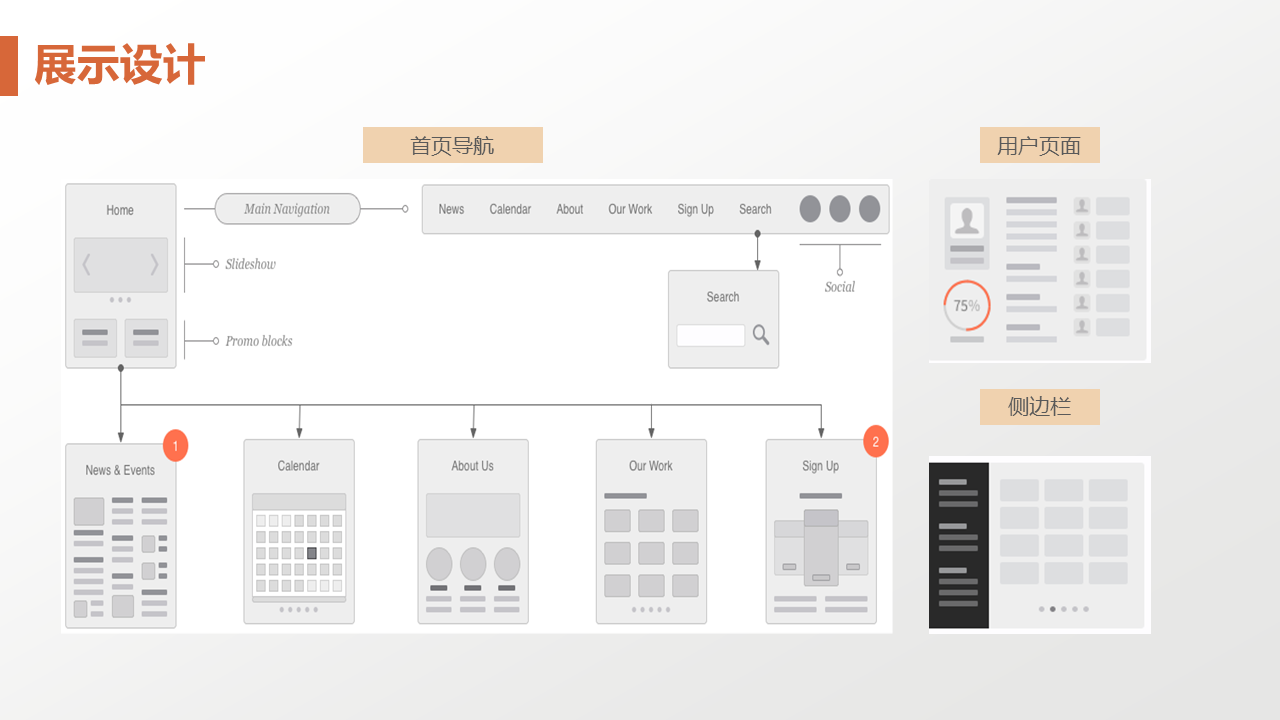 展示设计
首页导航
用户页面
Home
Main Navigation
News Calendar About Our Work Sign Up Search
Slideshow
Search
Social
Promo blocks
75%
侧边栏
1
2
News & Events
Calendar
About Us
Our Work
Sign Up